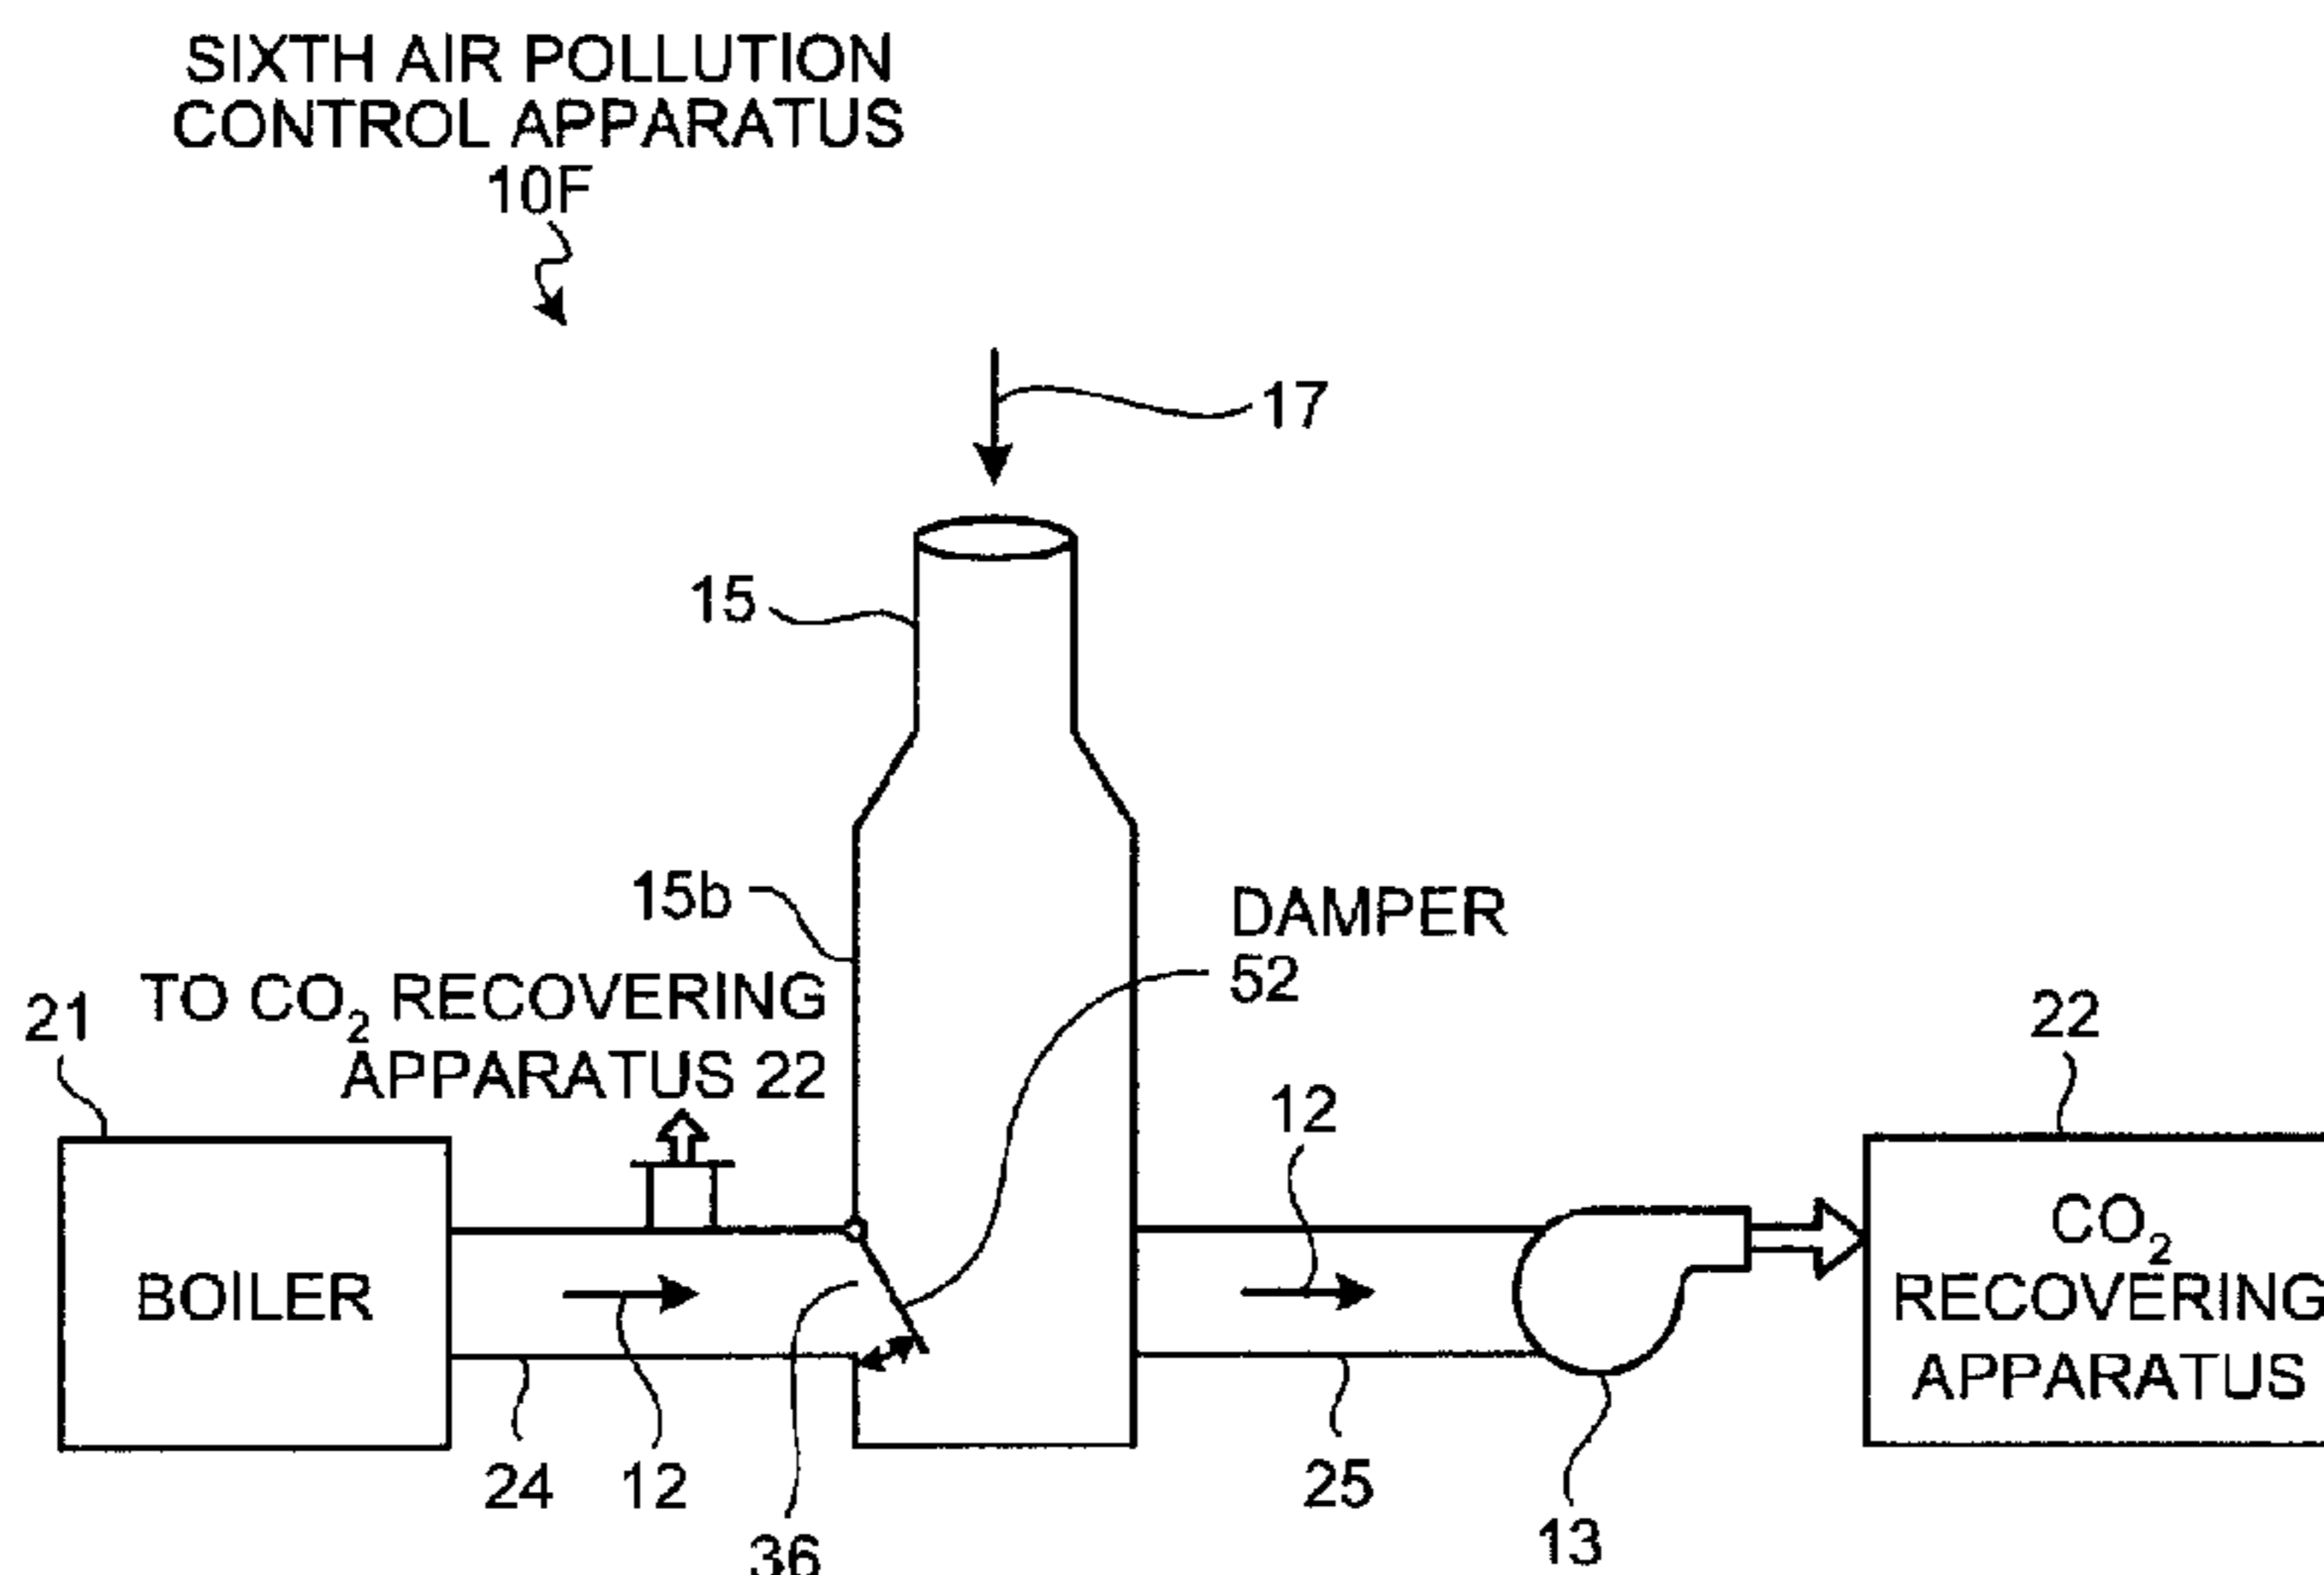 SIXTH AIR POLLUTION
CONTROL APPARATUS
10F
17
15
15b
DAMPER
52
21
TO CO₂ RECOVERING
APPARATUS 22
12
22
BOILER
CO₂
RECOVERING
APPARATUS
24
12
36
25
13